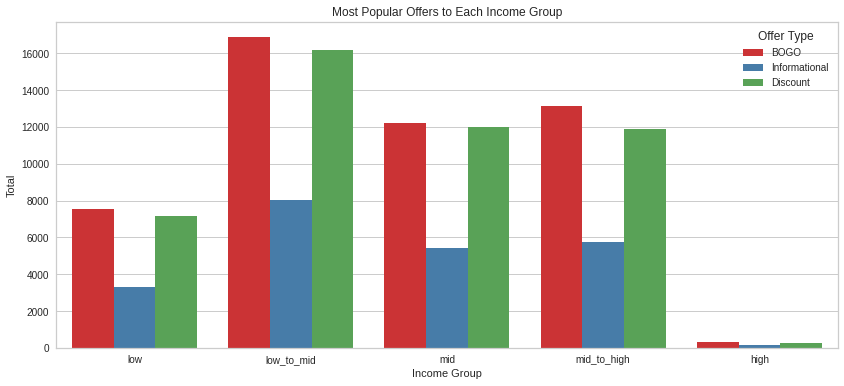 Most Popular Offers to Each Income Group
Offer Type
BOGO
Informational
Discount
16000
14000
12000
10000
8000
6000
4000
2000
0
Total
low
low_to_mid
mid
mid_to_high
high
Income Group